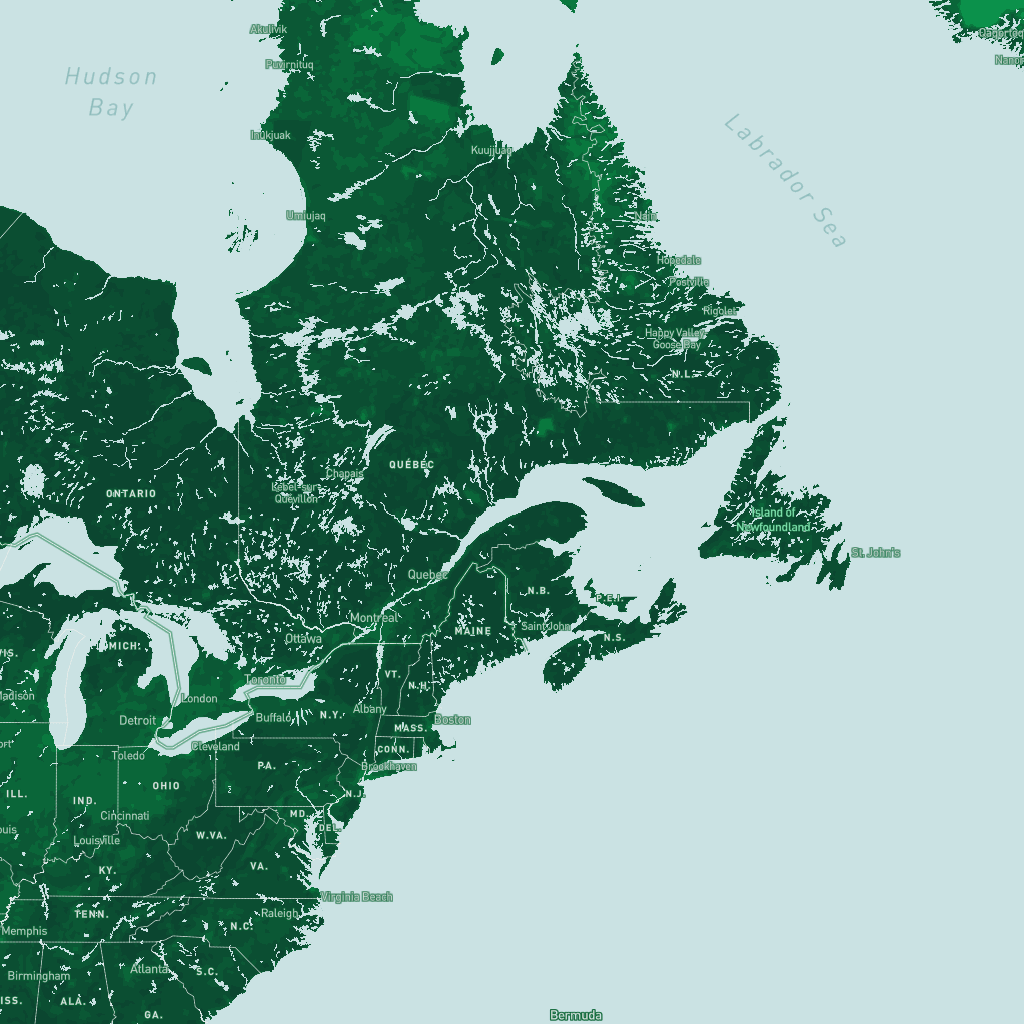 Akulivik
Qaqortoq
Puvirnituq
Hudson
Bay
Labrador Sea
Inukjuak
Kuujjuaq
Umiujaq
Nain
Hopedale
Postville
Rigolet
Happy Valley-
Goose Bay
N.L.
QUÉBEC
Chapais
Lebel-sur-
Quévillon
ONTARIO
Island of
Newfoundland
St. John's
Quebec
N.B.
P.E.I.
Montreal
MAINE
Saint John
N.S.
Ottawa
MICH.
WIS.
VT.
Toronto
N.H.
Madison
London
Albany
Detroit
Buffalo
N.Y.
Boston
MASS.
Cleveland
CONN.
Toledo
PA.
Brookhaven
OHIO
ILL.
IND.
N.J.
MD.
Cincinnati
DEL.
W.VA.
Louisville
VA.
KY.
Virginia Beach
TENN.
Raleigh
N.C.
Memphis
Atlanta
S.C.
Birmingham
ALA.
GA.
Bermuda